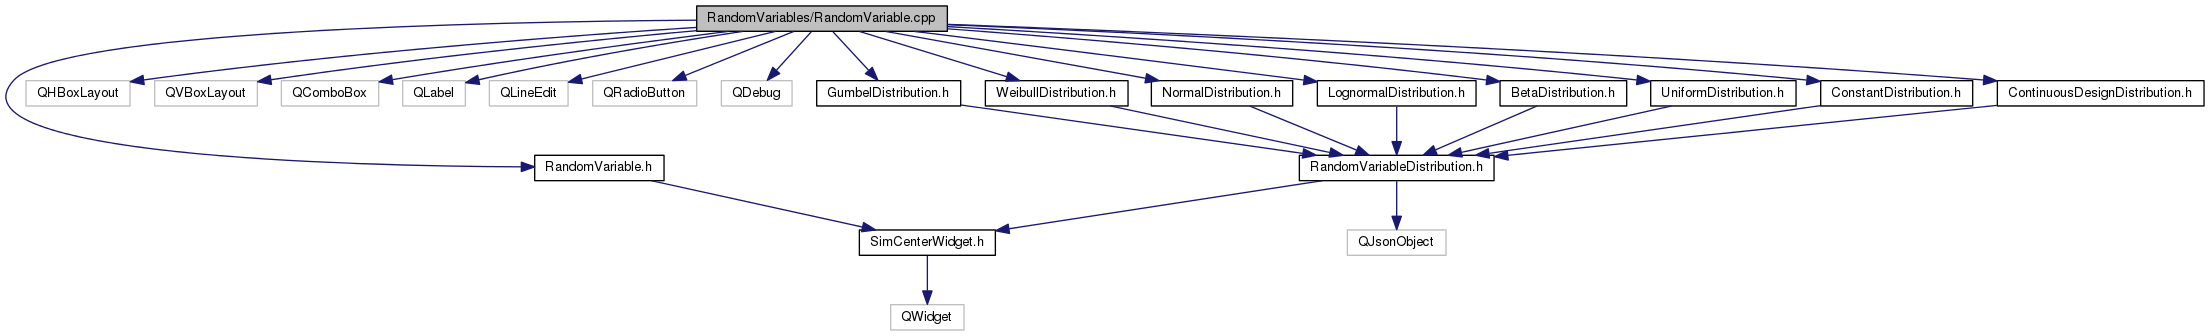 RandomVariables/RandomVariable.cpp
QHBoxLayout
QVBoxLayout
QComboBox
QLabel
QLineEdit
QRadioButton
QDebug
GumbelDistribution.h
WeibullDistribution.h
NormalDistribution.h
LognormalDistribution.h
BetaDistribution.h
UniformDistribution.h
ConstantDistribution.h
ContinuousDesignDistribution.h
RandomVariable.h
RandomVariableDistribution.h
SimCenterWidget.h
QJsonObject
QWidget